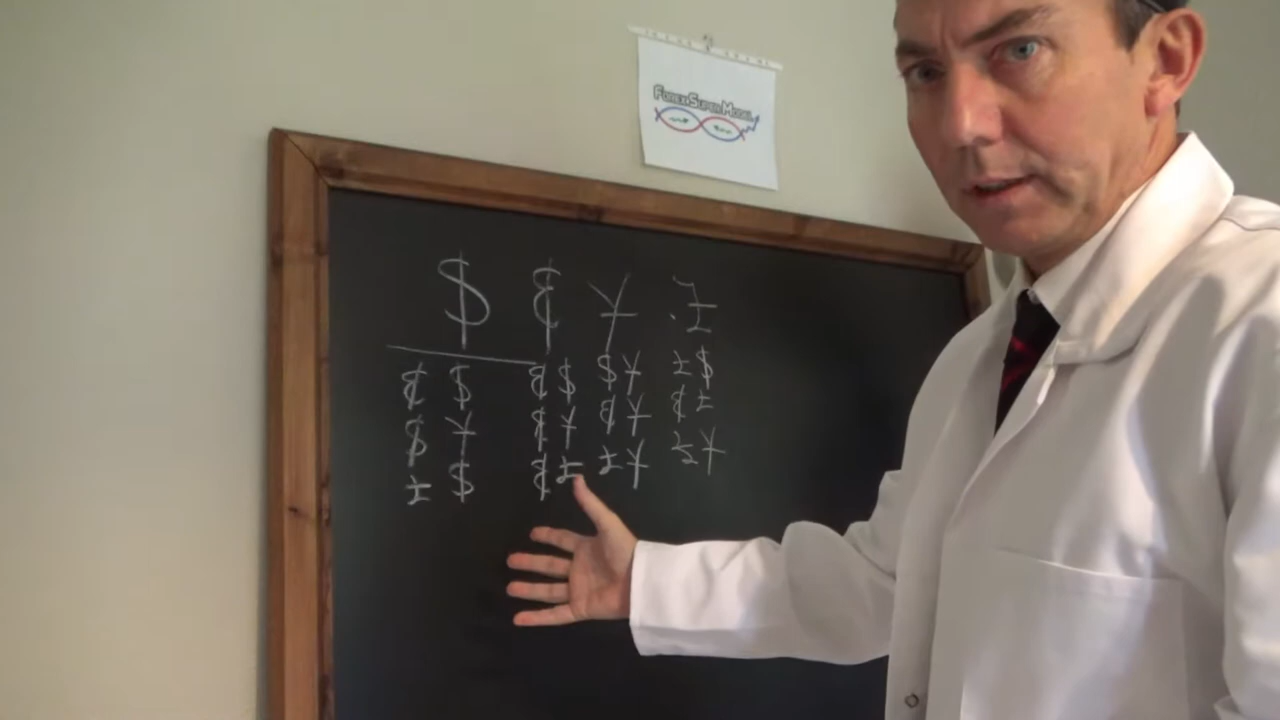 ForexSuperModel
$ € ¥ £
€ $ € $ $ ¥ £ $
$ ¥ € ¥ € ¥ € £
£ $ € £ £ ¥ £ ¥